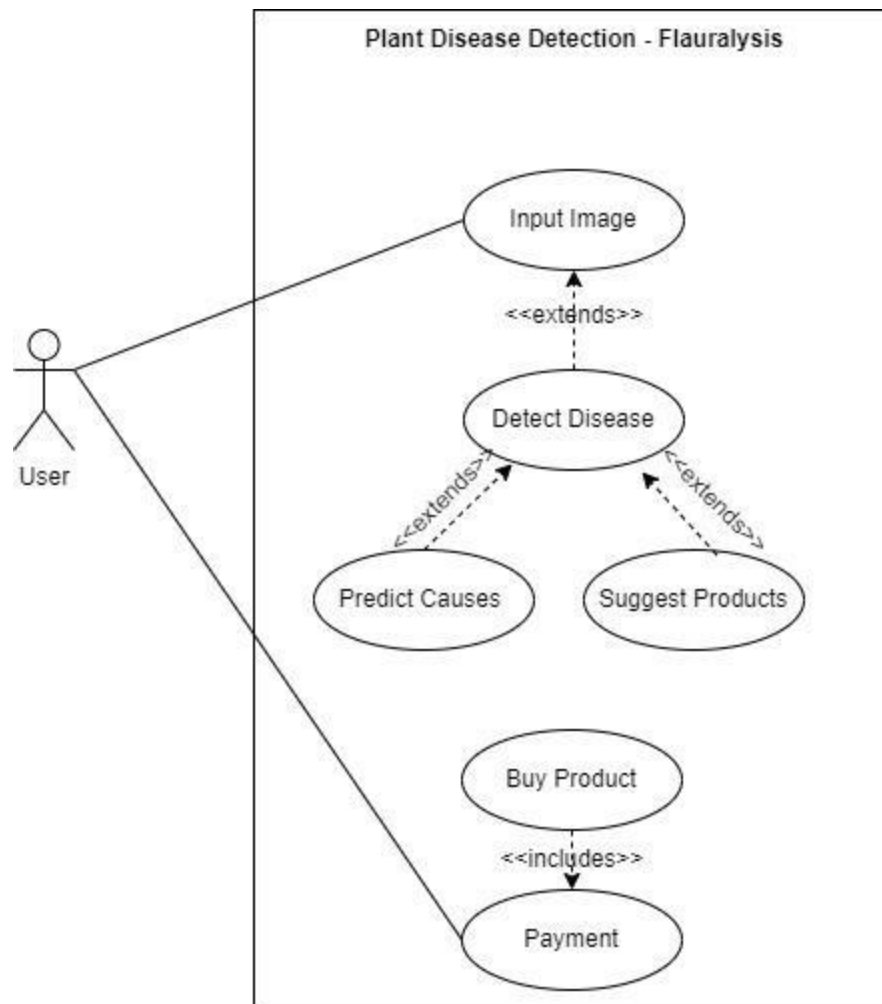 Plant Disease Detection - Flauralysis
Input Image
<<extends>>
Detect Disease
User
<<extends>>
<<extends>>
Predict Causes
Suggest Products
Buy Product
<<includes>>
Payment